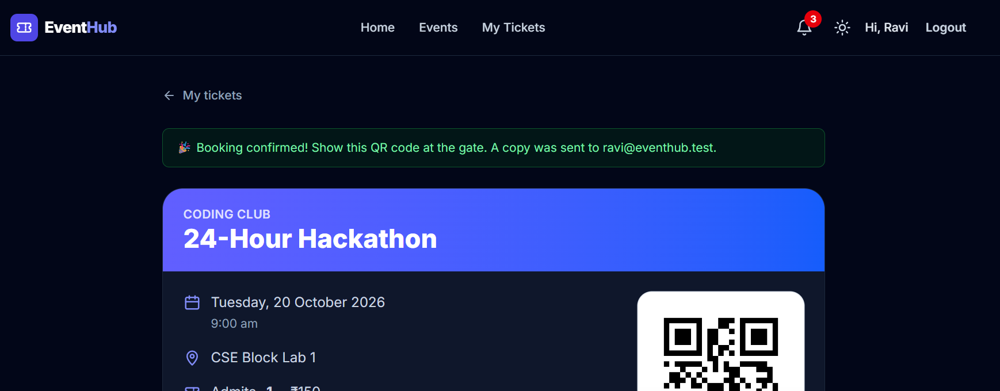 EventHub
Home Events My Tickets
3
Hi, Ravi Logout
My tickets
🎉 Booking confirmed! Show this QR code at the gate. A copy was sent to ravi@eventhub.test.
CODING CLUB
24-Hour Hackathon
Tuesday, 20 October 2026
9:00 am
CSE Block Lab 1
Admits 1 ₹150